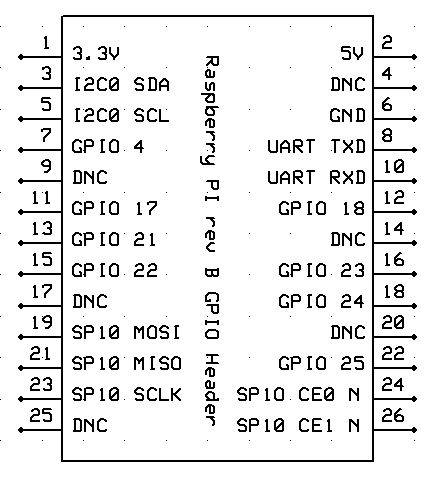 1 3.3V 5V 2
3 I2C0 SDA DNC 4
5 I2C0 SCL GND 6
7 GPIO 4 UART TXD 8
9 DNC UART RXD 10
11 GPIO 17 GPIO 18 12
13 GPIO 21 DNC 14
15 GPIO 22 GPIO 23 16
17 DNC GPIO 24 18
19 SP10 MOSI DNC 20
21 SP10 MISO GPIO 25 22
23 SP10 SCLK SP10 CE0 N 24
25 DNC SP10 CE1 N 26
Raspberry PI rev B GPIO Header